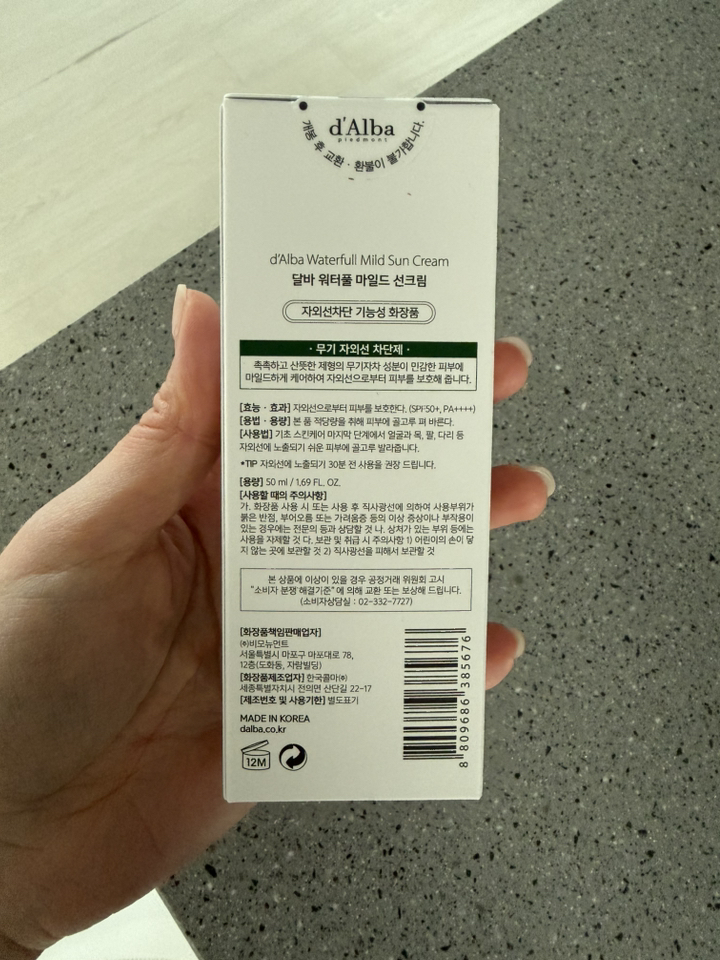 d'Alba
piedmont
개봉 후 교환 · 환불이 불가합니다.
d'Alba Waterfull Mild Sun Cream
달바 워터풀 마일드 선크림
자외선차단 기능성 화장품
· 무기 자외선 차단제 ·
촉촉하고 산뜻한 제형의 무기자차 성분이 민감한 피부에
마일드하게 케어하여 자외선으로부터 피부를 보호해 줍니다.
[효능 · 효과] 자외선으로부터 피부를 보호한다. (SPF50+, PA++++)
[용법 · 용량] 본 품 적당량을 취해 피부에 골고루 펴 바른다.
[사용법] 기초 스킨케어 마지막 단계에서 얼굴과 목, 팔, 다리 등
자외선에 노출되기 쉬운 피부에 골고루 발라줍니다.
*TIP 자외선에 노출되기 30분 전 사용을 권장 드립니다.
[용량] 50 ml / 1.69 FL. OZ.
[사용할 때의 주의사항]
가. 화장품 사용 시 또는 사용 후 직사광선에 의하여 사용부위가
붉은 반점, 부어오름 또는 가려움증 등의 이상 증상이나 부작용이
있는 경우에는 전문의 등과 상담할 것 나. 상처가 있는 부위 등에는
사용을 자제할 것 다. 보관 및 취급 시 주의사항 1) 어린이의 손이 닿
지 않는 곳에 보관할 것 2) 직사광선을 피해서 보관할 것
본 상품에 이상이 있을 경우 공정거래 위원회 고시
"소비자 분쟁 해결기준" 에 의해 교환 또는 보상해 드립니다.
(소비자상담실 : 02-332-7727)
[화장품책임판매업자]
㈜비모뉴먼트
서울특별시 마포구 마포대로 78,
12층(도화동, 자람빌딩)
[화장품제조업자] 한국콜마㈜
세종특별자치시 전의면 산단길 22-17
[제조번호 및 사용기한] 별도표기
MADE IN KOREA
dalba.co.kr
12M
8 809686 385676